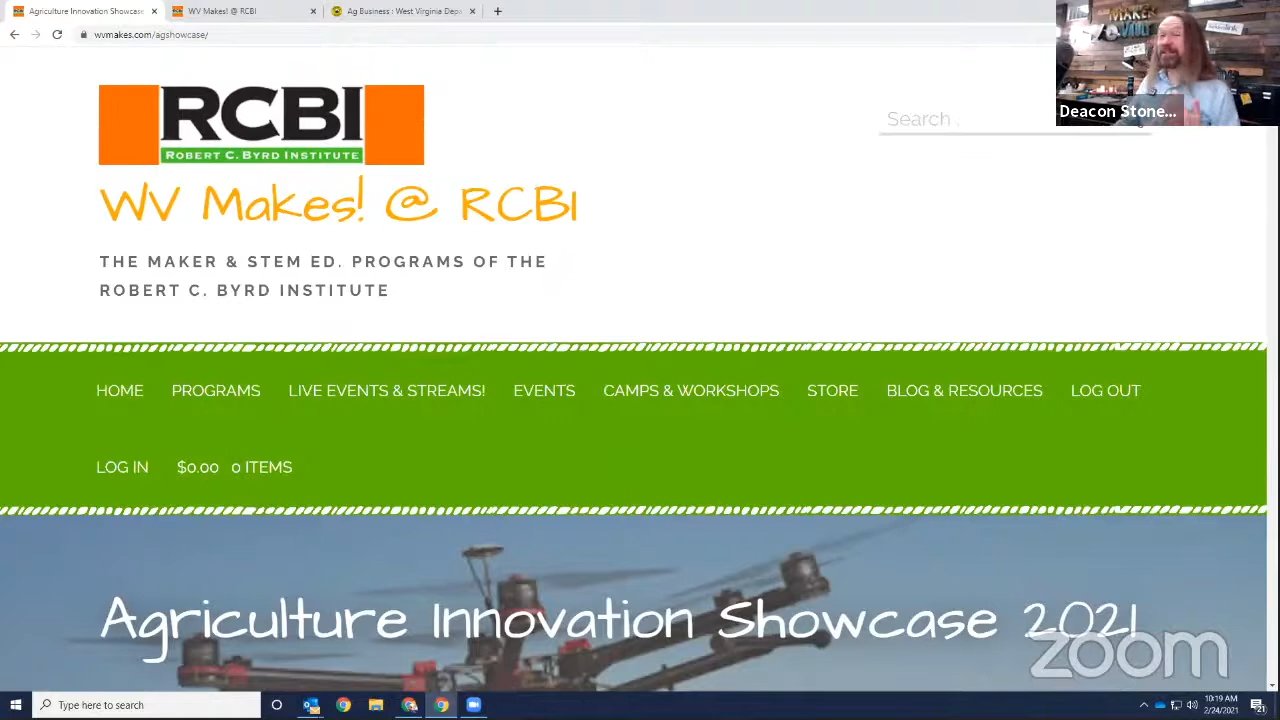 Agriculture Innovation Showcase
WV Makes! @ RCBI
Ag Business : West Virginia Dep
wvmakes.com/agshowcase/
MAKER
VAULT
Deacon Stone...
RCBI
ROBERT C. BYRD INSTITUTE
Search .
WV Makes! @ RCBI
THE MAKER & STEM ED. PROGRAMS OF THE
ROBERT C. BYRD INSTITUTE
HOME PROGRAMS LIVE EVENTS & STREAMS! EVENTS CAMPS & WORKSHOPS STORE BLOG & RESOURCES LOG OUT
LOG IN $0.00 0 ITEMS
Agriculture Innovation Showcase 2021
zoom
Type here to search
10:19 AM
2/24/2021
21